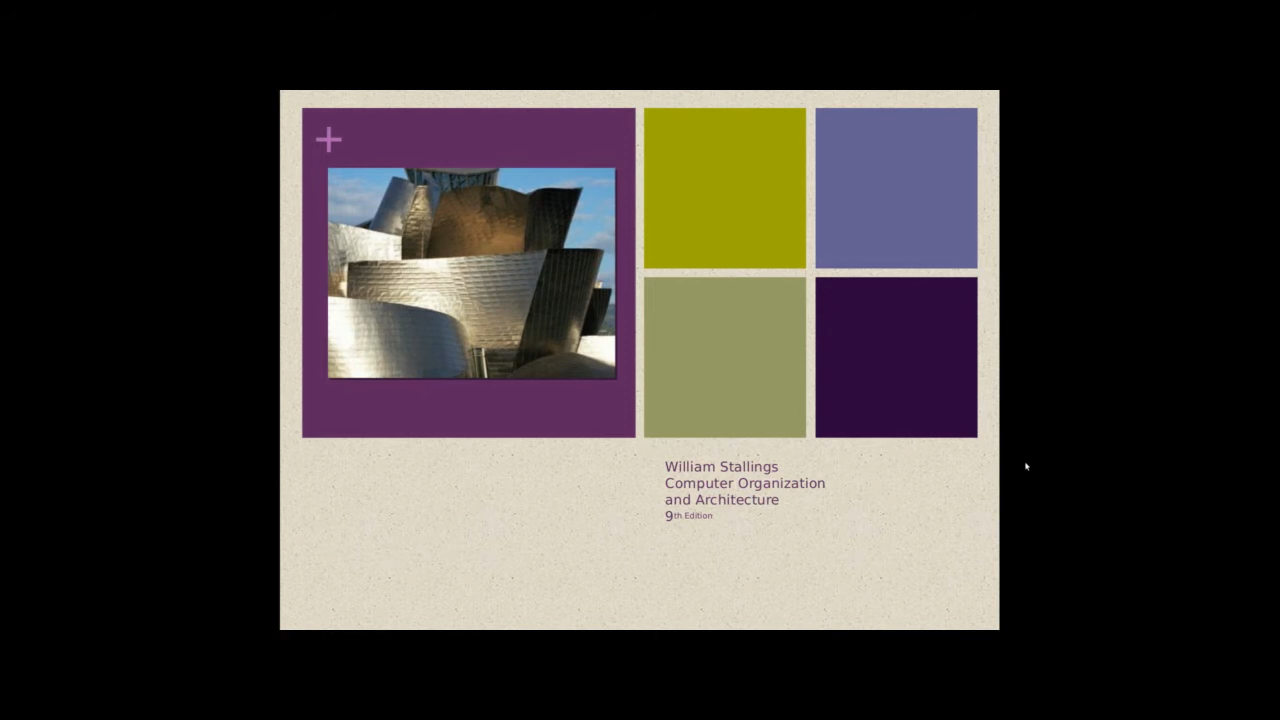 +
William Stallings
Computer Organization
and Architecture
9th Edition